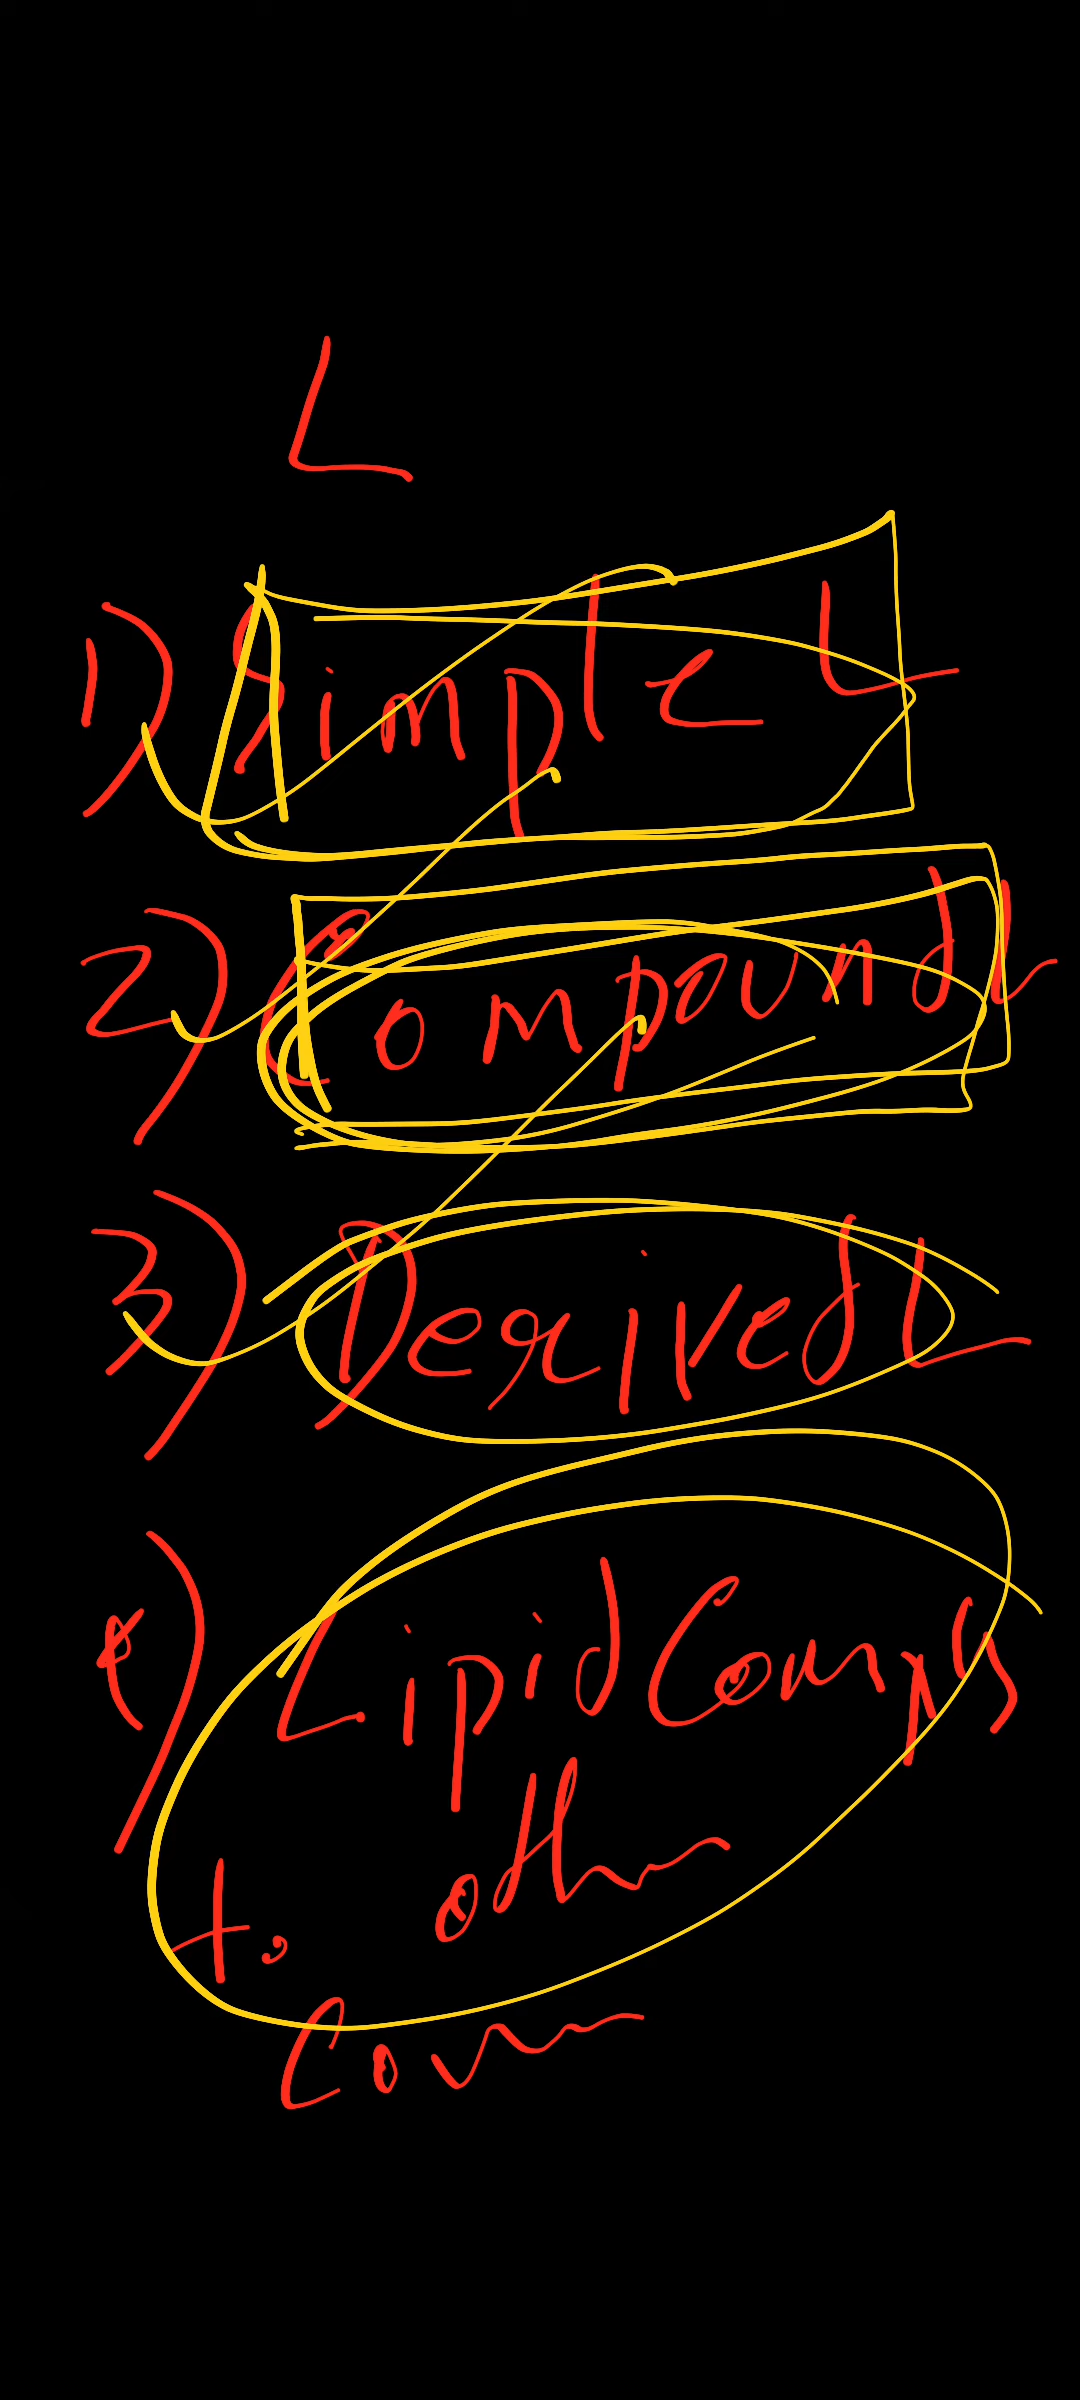 L
1) Simple L
2) Compound L
3) Derived L
4) Lipid Comps
to other
Com